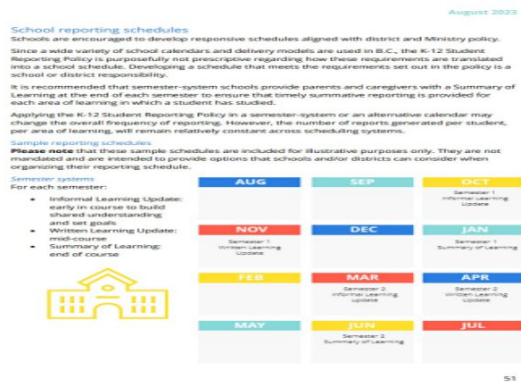 August 2023
School reporting schedules
Schools are encouraged to develop responsive schedules aligned with district and Ministry policy.
Since a wide variety of school calendars and delivery models are used in B.C., the K-12 Student
Reporting Policy is purposefully not prescriptive regarding how these requirements are translated
into a school schedule. Developing a schedule that meets the requirements set out in the policy is a
school or district responsibility.
It is recommended that semester-system schools provide parents and caregivers with a Summary of
Learning at the end of each semester to ensure that timely summative reporting is provided for
each area of learning in which a student has studied.
Applying the K-12 Student Reporting Policy in a semester-system or an alternative calendar may
change the overall frequency of reporting. However, the number of reports generated per student,
per area of learning, will remain relatively constant across scheduling systems.
Sample reporting schedules
Please note that these sample schedules are included for illustrative purposes only. They are not
mandated and are intended to provide options that schools and/or districts can consider when
organizing their reporting schedule.
Semester systems
For each semester:
• Informal Learning Update:
early in course to build
shared understanding
and set goals
• Written Learning Update:
mid-course
• Summary of Learning:
end of course
AUG
SEP
OCT
Semester 1
Informal Learning
Update
NOV
Semester 1
Written Learning
Update
DEC
JAN
Semester 1
Summary of Learning
FEB
MAR
Semester 2
Informal Learning
Update
APR
Semester 2
Written Learning
Update
MAY
JUN
Semester 2
Summary of Learning
JUL
51